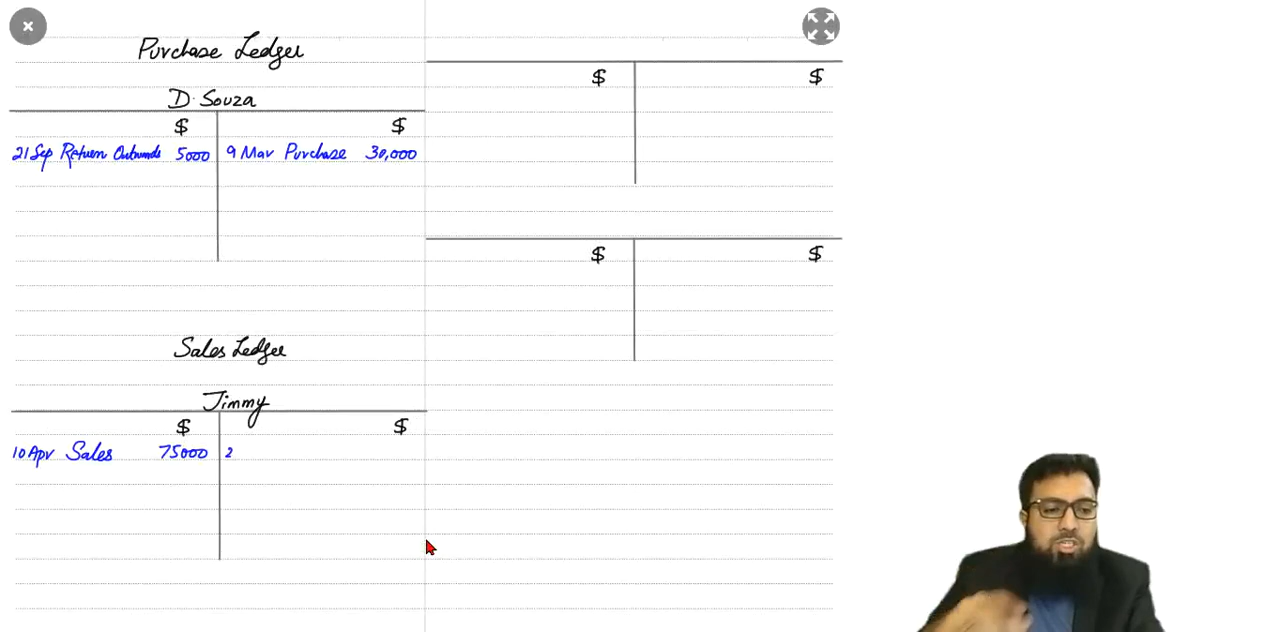 Purchase Ledger
D. Souza
$ $
21 Sep Return Outwards 5000 9 Mar Purchase 30,000
Sales Ledger
Jimmy
$ $
10 Apr Sales 75000 2
$ $
$ $